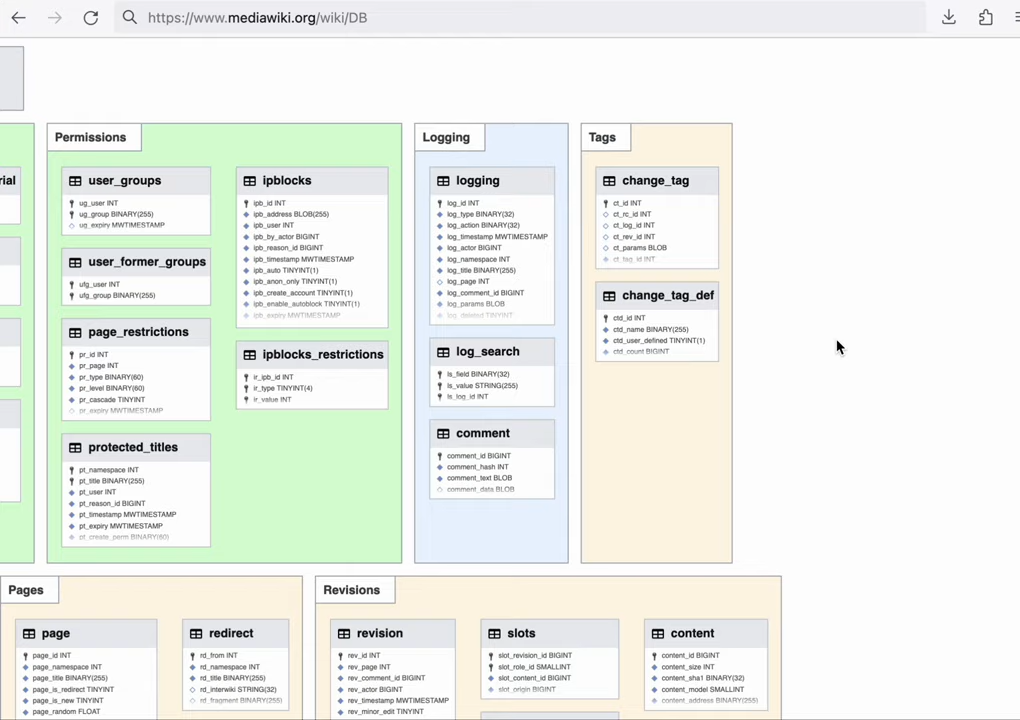 https://www.mediawiki.org/wiki/DB
rial
Permissions
user_groups
ug_user INT
ug_group BINARY(255)
ug_expiry MWTIMESTAMP
user_former_groups
ufg_user INT
ufg_group BINARY(255)
page_restrictions
pr_id INT
pr_page INT
pr_type BINARY(60)
pr_level BINARY(60)
pr_cascade TINYINT
pr_expiry MWTIMESTAMP
protected_titles
pt_namespace INT
pt_title BINARY(255)
pt_user INT
pt_reason_id BIGINT
pt_timestamp MWTIMESTAMP
pt_expiry MWTIMESTAMP
pt_create_perm BINARY(60)
ipblocks
ipb_id INT
ipb_address BLOB(255)
ipb_user INT
ipb_by_actor BIGINT
ipb_reason_id BIGINT
ipb_timestamp MWTIMESTAMP
ipb_auto TINYINT(1)
ipb_anon_only TINYINT(1)
ipb_create_account TINYINT(1)
ipb_enable_autoblock TINYINT(1)
ipb_expiry MWTIMESTAMP
ipblocks_restrictions
ir_ipb_id INT
ir_type TINYINT(4)
ir_value INT
Logging
logging
log_id INT
log_type BINARY(32)
log_action BINARY(32)
log_timestamp MWTIMESTAMP
log_actor BIGINT
log_namespace INT
log_title BINARY(255)
log_page INT
log_comment_id BIGINT
log_params BLOB
log_deleted TINYINT
log_search
ls_field BINARY(32)
ls_value STRING(255)
ls_log_id INT
comment
comment_id BIGINT
comment_hash INT
comment_text BLOB
comment_data BLOB
Tags
change_tag
ct_id INT
ct_rc_id INT
ct_log_id INT
ct_rev_id INT
ct_params BLOB
ct_tag_id INT
change_tag_def
ctd_id INT
ctd_name BINARY(255)
ctd_user_defined TINYINT(1)
ctd_count BIGINT
Pages
page
page_id INT
page_namespace INT
page_title BINARY(255)
page_is_redirect TINYINT
page_is_new TINYINT
page_random FLOAT
redirect
rd_from INT
rd_namespace INT
rd_title BINARY(255)
rd_interwiki STRING(32)
rd_fragment BINARY(255)
Revisions
revision
rev_id INT
rev_page INT
rev_comment_id BIGINT
rev_actor BIGINT
rev_timestamp MWTIMESTAMP
rev_minor_edit TINYINT
slots
slot_revision_id BIGINT
slot_role_id SMALLINT
slot_content_id BIGINT
slot_origin BIGINT
content
content_id BIGINT
content_size INT
content_sha1 BINARY(32)
content_model SMALLINT
content_address BINARY(255)